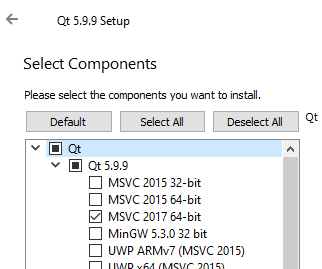 Qt 5.9.9 Setup
Select Components
Please select the components you want to install.
Default Select All Deselect All Qt
Qt
Qt 5.9.9
MSVC 2015 32-bit
MSVC 2015 64-bit
MSVC 2017 64-bit
MinGW 5.3.0 32 bit
UWP ARMv7 (MSVC 2015)
UWP x64 (MSVC 2015)